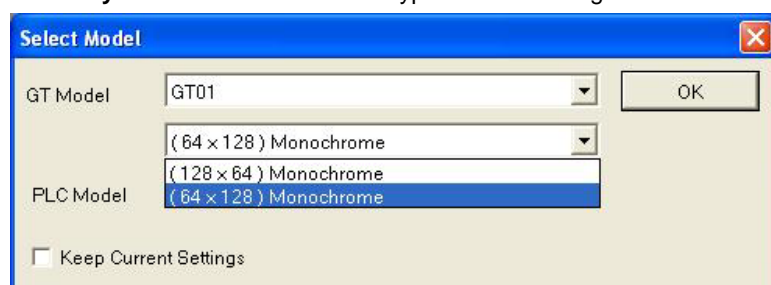 Select Model
GT Model GT01 OK
( 64 × 128 ) Monochrome
( 128 × 64 ) Monochrome
PLC Model ( 64 × 128 ) Monochrome
Keep Current Settings